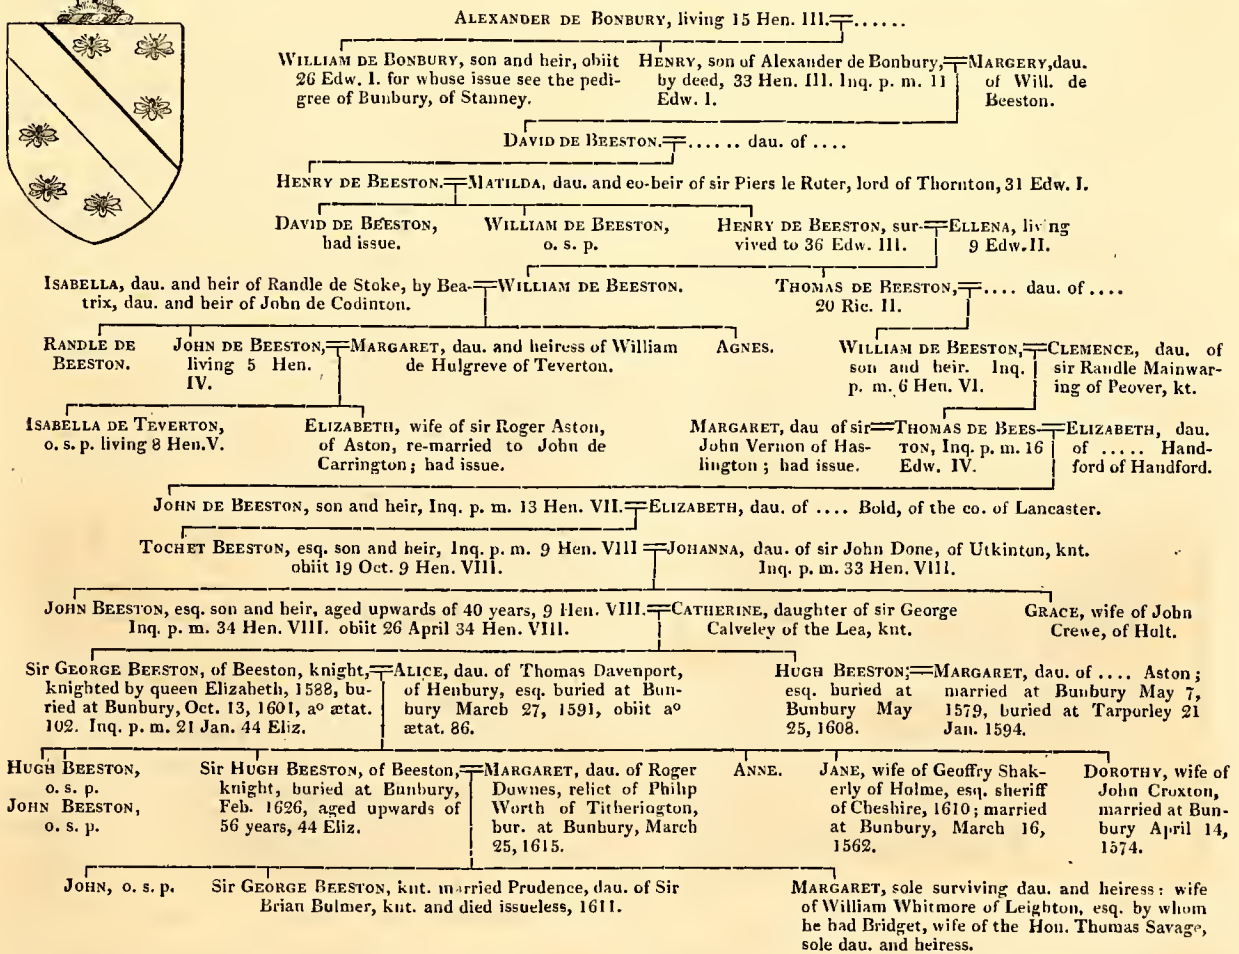 ALEXANDER DE BONBURY, living 15 Hen. III.=......
WILLIAM DE BONBURY, son and heir, obiit
26 Edw. I. for whose issue see the pedi-
gree of Bunbury, of Stanney.
HENRY, son of Alexander de Bonbury,=
by deed, 33 Hen. III. Inq. p. m. 11
Edw. I.
MARGERY, dau.
of Will. de
Beeston.
DAVID DE BEESTON.=...... dau. of ....
HENRY DE BEESTON.=MATILDA, dau. and co-heir of sir Piers le Roter, lord of Thornton, 31 Edw. I.
DAVID DE BEESTON,
had issue.
WILLIAM DE BEESTON,
o. s. p.
HENRY DE BEESTON, sur-=
vived to 36 Edw. III.
ELLENA, living
9 Edw. II.
ISABELLA, dau. and heir of Randle de Stoke, by Bea-=
trix, dau. and heir of John de Codinton.
WILLIAM DE BEESTON.
THOMAS DE BEESTON,=.... dau. of ....
20 Ric. II.
RANDLE DE
BEESTON.
JOHN DE BEESTON,=
living 5 Hen.
IV.
MARGARET, dau. and heiress of William
de Hulgreve of Teverton.
AGNES.
WILLIAM DE BEESTON,=
son and heir. Inq.
p. m. 6 Hen. VI.
CLEMENCE, dau. of
sir Randle Mainwar-
ing of Peover, kt.
ISABELLA DE TEVERTON,
o. s. p. living 8 Hen. V.
ELIZABETH, wife of sir Roger Aston,
of Aston, re-married to John de
Carrington; had issue.
MARGARET, dau of sir=
John Vernon of Has-
lington; had issue.
THOMAS DE BEES-=
TON, Inq. p. m. 16
Edw. IV.
ELIZABETH, dau.
of ..... Hand-
ford of Handford.
JOHN DE BEESTON, son and heir, Inq. p. m. 13 Hen. VII.=ELIZABETH, dau. of .... Bold, of the co. of Lancaster.
TOCHET BEESTON, esq. son and heir, Inq. p. m. 9 Hen. VIII=
obiit 19 Oct. 9 Hen. VIII.
JOHANNA, dau. of sir John Done, of Utkinton, knt.
Inq. p. m. 33 Hen. VIII.
JOHN BEESTON, esq. son and heir, aged upwards of 40 years, 9 Hen. VIII.=
Inq. p. m. 34 Hen. VIII. obiit 26 April 34 Hen. VIII.
CATHERINE, daughter of sir George
Calveley of the Lea, knt.
GRACE, wife of John
Crewe, of Holt.
Sir GEORGE BEESTON, of Beeston, knight,=
knighted by queen Elizabeth, 1588, bu-
ried at Bunbury, Oct. 13, 1601, aº ætat.
102. Inq. p. m. 21 Jan. 44 Eliz.
ALICE, dau. of Thomas Davenport,
of Henbury, esq. buried at Bun-
bury March 27, 1591, obiit aº
ætat. 86.
HUGH BEESTON;=
esq. buried at
Bunbury May
25, 1608.
MARGARET, dau. of .... Aston;
married at Bunbury May 7,
1579, buried at Tarporley 21
Jan. 1594.
HUGH BEESTON,
o. s. p.
JOHN BEESTON,
o. s. p.
Sir HUGH BEESTON, of Beeston,=
knight, buried at Bunbury,
Feb. 1626, aged upwards of
56 years, 44 Eliz.
MARGARET, dau. of Roger
Downes, relict of Philip
Worth of Titherington,
bur. at Bunbury, March
25, 1615.
ANNE.
JANE, wife of Geoffry Shak-
erly of Holme, esq. sheriff
of Cheshire, 1610; married
at Bunbury, March 16,
1562.
DOROTHY, wife of
John Croxton,
married at Bun-
bury April 14,
1574.
JOHN, o. s. p.
Sir GEORGE BEESTON, knt. married Prudence, dau. of Sir
Brian Bulmer, knt. and died issueless, 1611.
MARGARET, sole surviving dau. and heiress: wife
of William Whitmore of Leighton, esq. by whom
he had Bridget, wife of the Hon. Thomas Savage,
sole dau. and heiress.